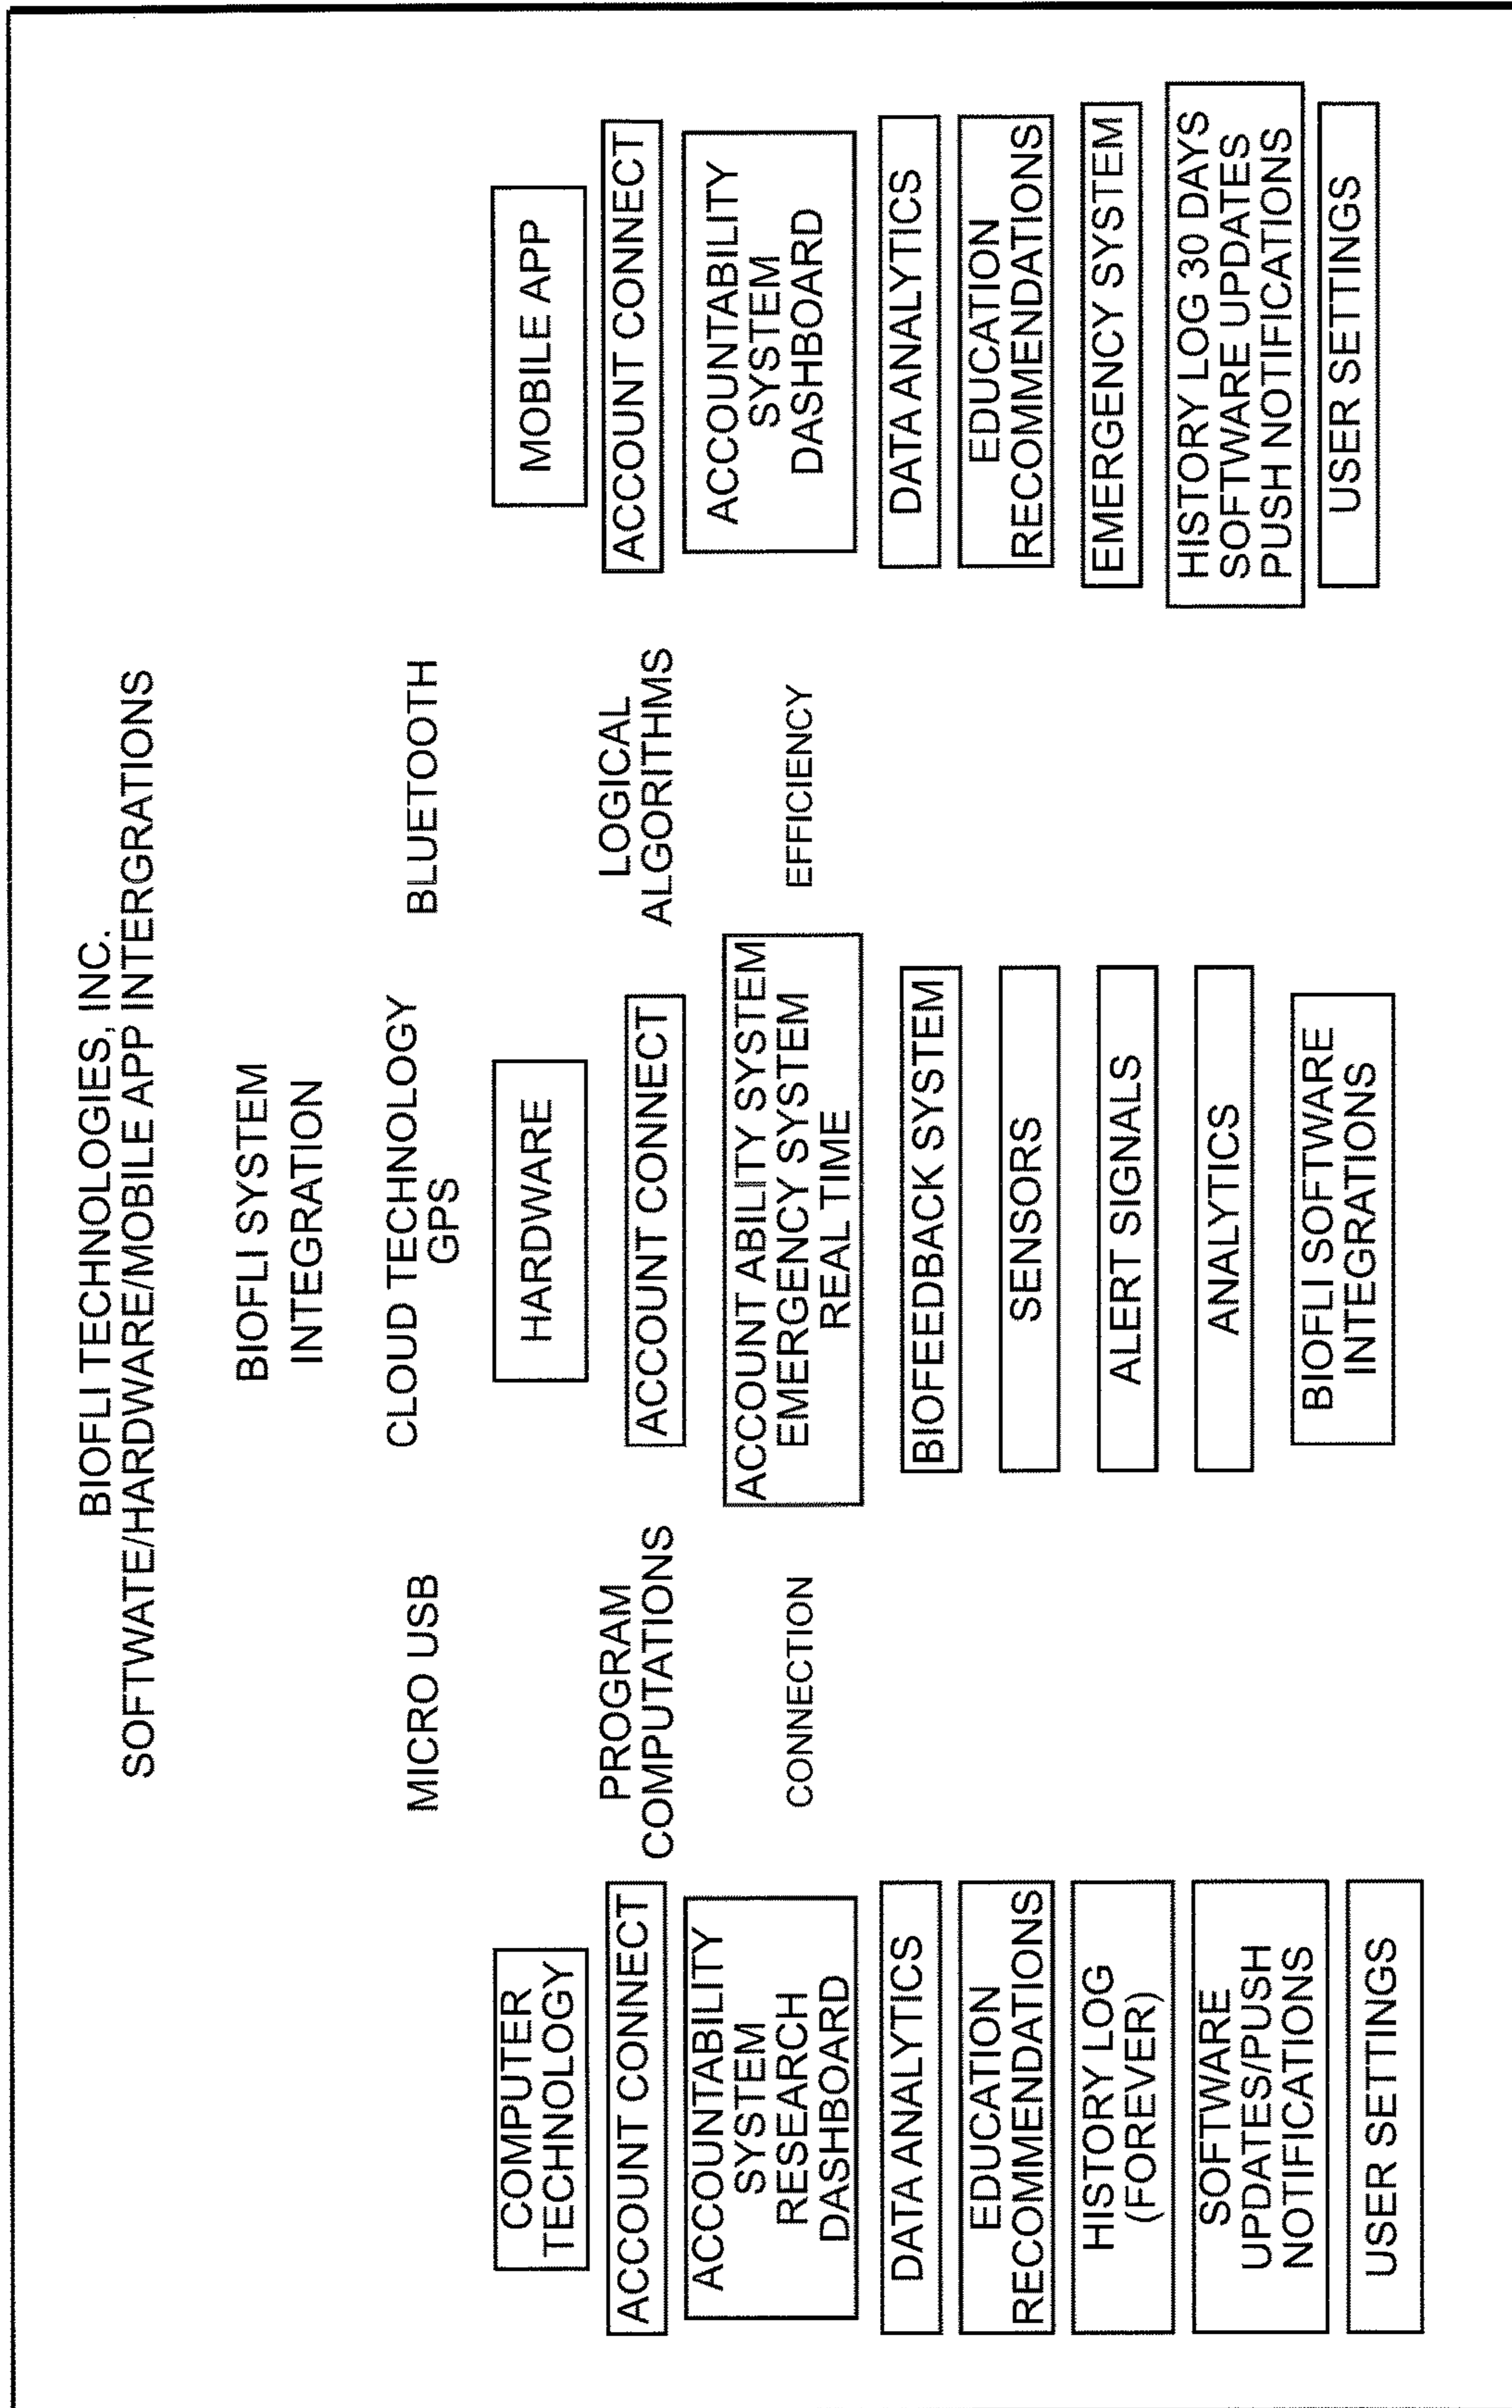 BIOFLI TECHNOLOGIES, INC.
SOFTWATE/HARDWARE/MOBILE APP INTERGRATIONS
BIOFLI SYSTEM
INTEGRATION
MICRO USB
CLOUD TECHNOLOGY
GPS
BLUETOOTH
COMPUTER
TECHNOLOGY
ACCOUNT CONNECT
ACCOUNTABILITY
SYSTEM
RESEARCH
DASHBOARD
DATA ANALYTICS
EDUCATION
RECOMMENDATIONS
HISTORY LOG
(FOREVER)
SOFTWARE
UPDATES/PUSH
NOTIFICATIONS
USER SETTINGS
PROGRAM
COMPUTATIONS
CONNECTION
HARDWARE
ACCOUNT CONNECT
ACCOUNT ABILITY SYSTEM
EMERGENCY SYSTEM
REAL TIME
BIOFEEDBACK SYSTEM
SENSORS
ALERT SIGNALS
ANALYTICS
BIOFLI SOFTWARE
INTEGRATIONS
LOGICAL
ALGORITHMS
EFFICIENCY
MOBILE APP
ACCOUNT CONNECT
ACCOUNTABILITY
SYSTEM
DASHBOARD
DATA ANALYTICS
EDUCATION
RECOMMENDATIONS
EMERGENCY SYSTEM
HISTORY LOG 30 DAYS
SOFTWARE UPDATES
PUSH NOTIFICATIONS
USER SETTINGS